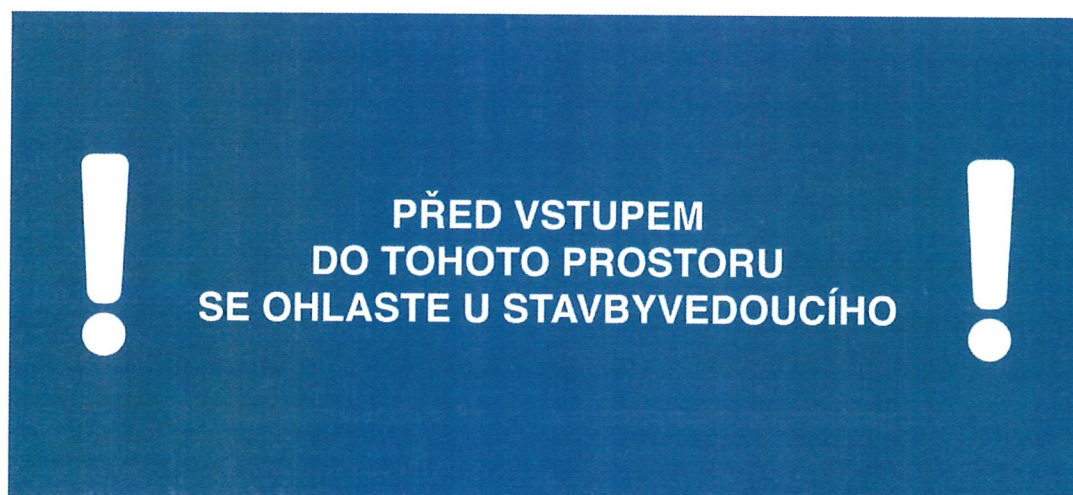 ! PŘED VSTUPEM !
DO TOHOTO PROSTORU
SE OHLASTE U STAVBYVEDOUCÍHO